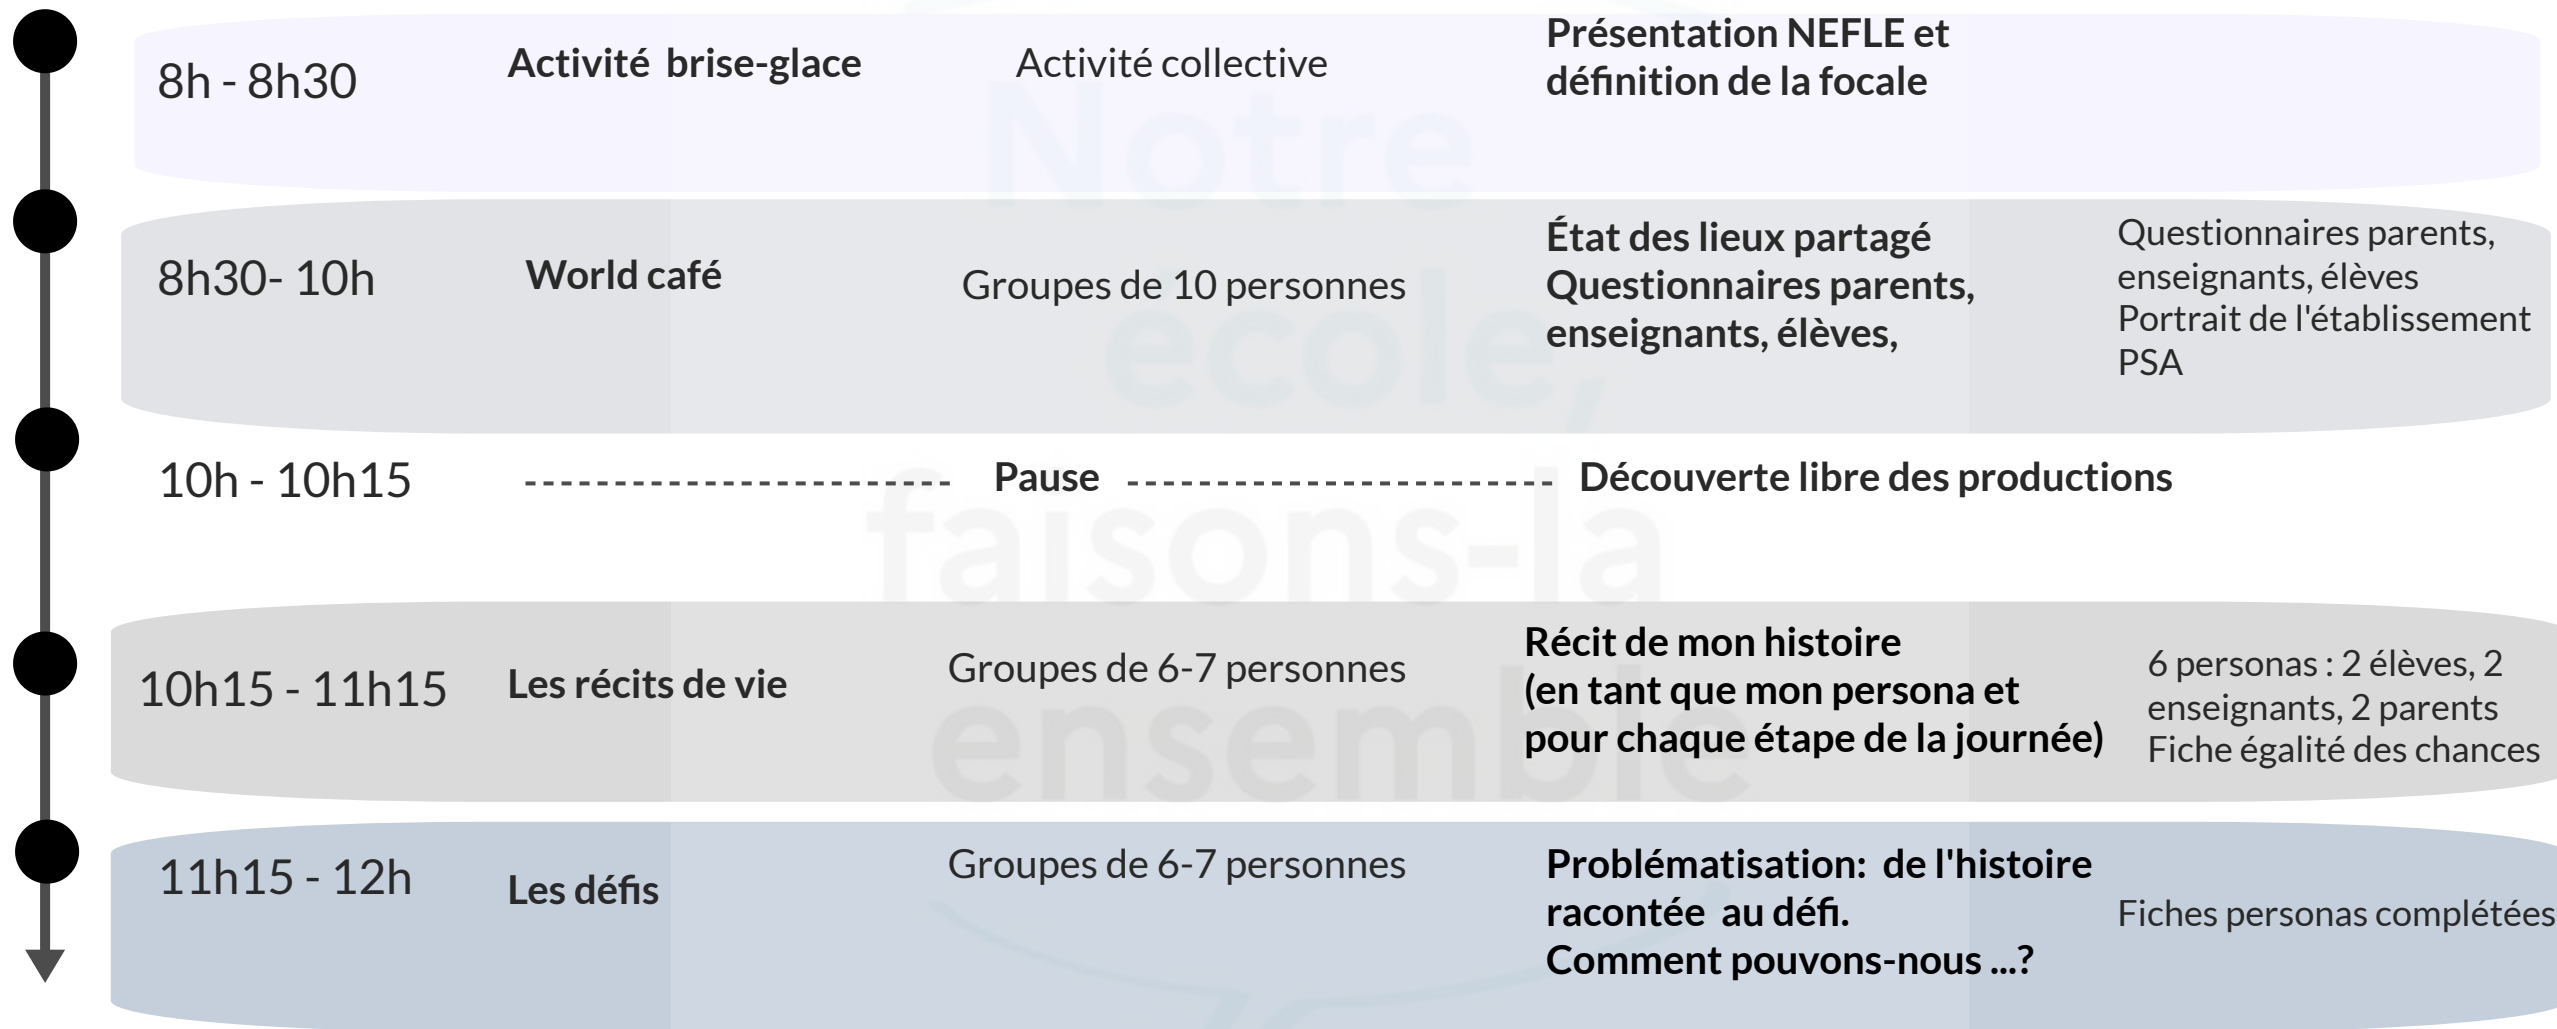 8h - 8h30
Activité brise-glace
Activité collective
Présentation NEFLE et
définition de la focale
8h30- 10h
World café
Groupes de 10 personnes
État des lieux partagé
Questionnaires parents,
enseignants, élèves,
Questionnaires parents,
enseignants, élèves
Portrait de l'établissement
PSA
10h - 10h15
Pause
Découverte libre des productions
10h15 - 11h15
Les récits de vie
Groupes de 6-7 personnes
Récit de mon histoire
(en tant que mon persona et
pour chaque étape de la journée)
6 personas : 2 élèves, 2
enseignants, 2 parents
Fiche égalité des chances
11h15 - 12h
Les défis
Groupes de 6-7 personnes
Problématisation: de l'histoire
racontée au défi.
Comment pouvons-nous ...?
Fiches personas complétées
Notre
école,
faisons-la
ensemble